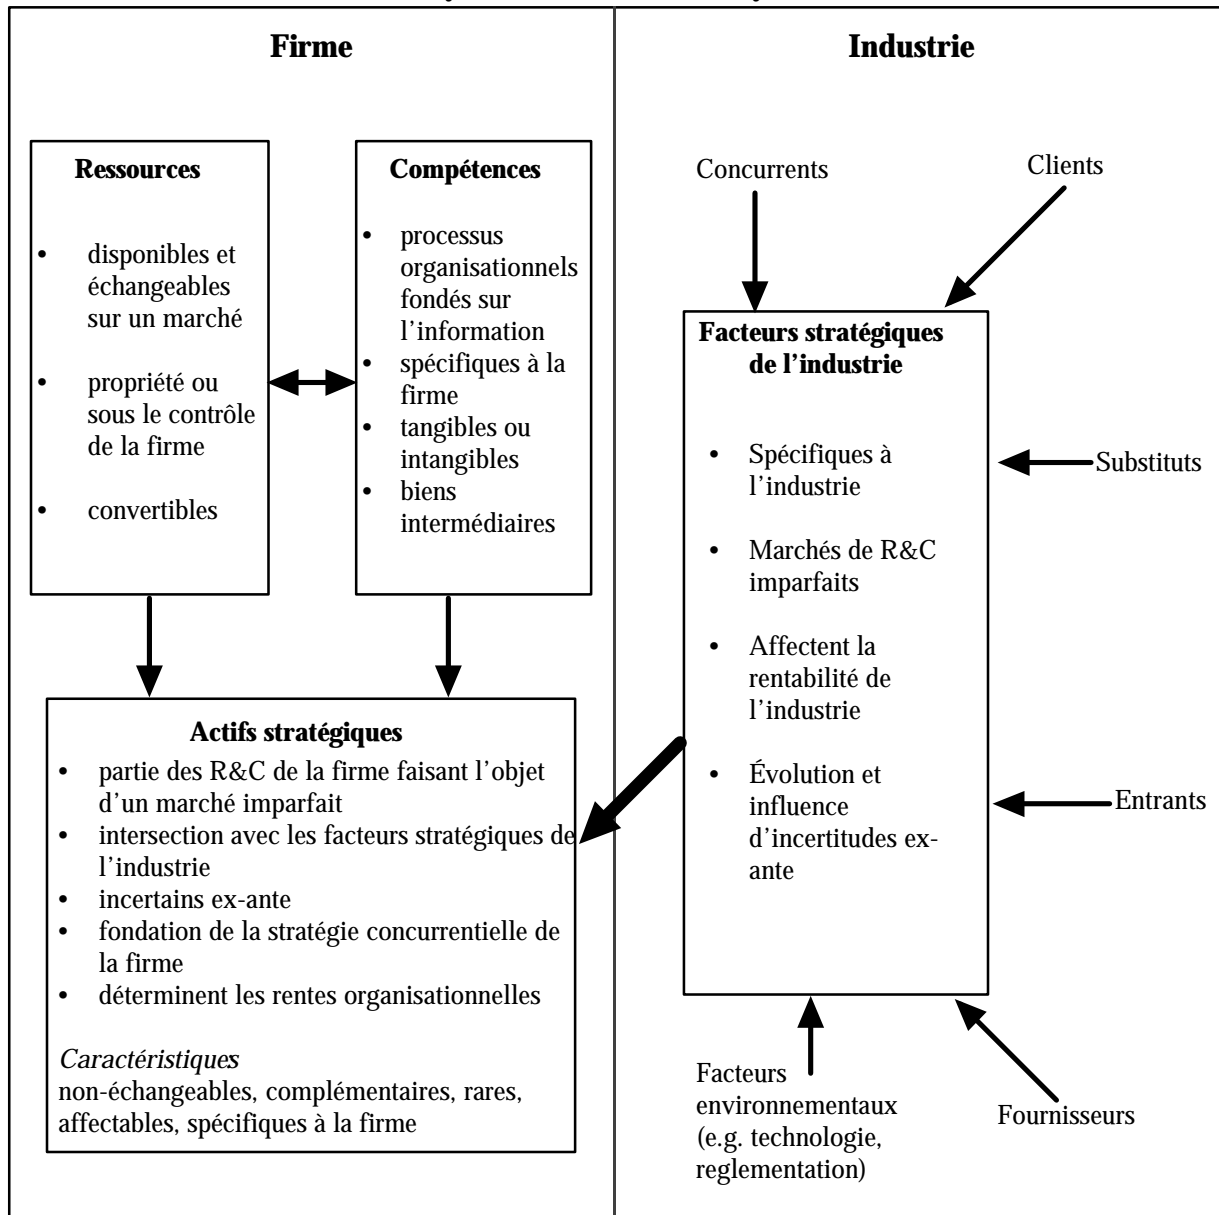 Firme
Industrie
Ressources
• disponibles et
échangeables
sur un marché
• propriété ou
sous le contrôle
de la firme
• convertibles
Compétences
• processus
organisationnels
fondés sur
l’information
• spécifiques à la
firme
• tangibles ou
intangibles
• biens
intermédiaires
Actifs stratégiques
• partie des R&C de la firme faisant l’objet
d’un marché imparfait
• intersection avec les facteurs stratégiques de
l’industrie
• incertains ex-ante
• fondation de la stratégie concurrentielle de
la firme
• déterminent les rentes organisationnelles
Caractéristiques
non-échangeables, complémentaires, rares,
affectables, spécifiques à la firme
Concurrents
Clients
Facteurs stratégiques
de l’industrie
• Spécifiques à
l’industrie
• Marchés de R&C
imparfaits
• Affectent la
rentabilité de
l’industrie
• Évolution et
influence
d’incertitudes ex-
ante
Substituts
Entrants
Facteurs
environnementaux
(e.g. technologie,
reglementation)
Fournisseurs